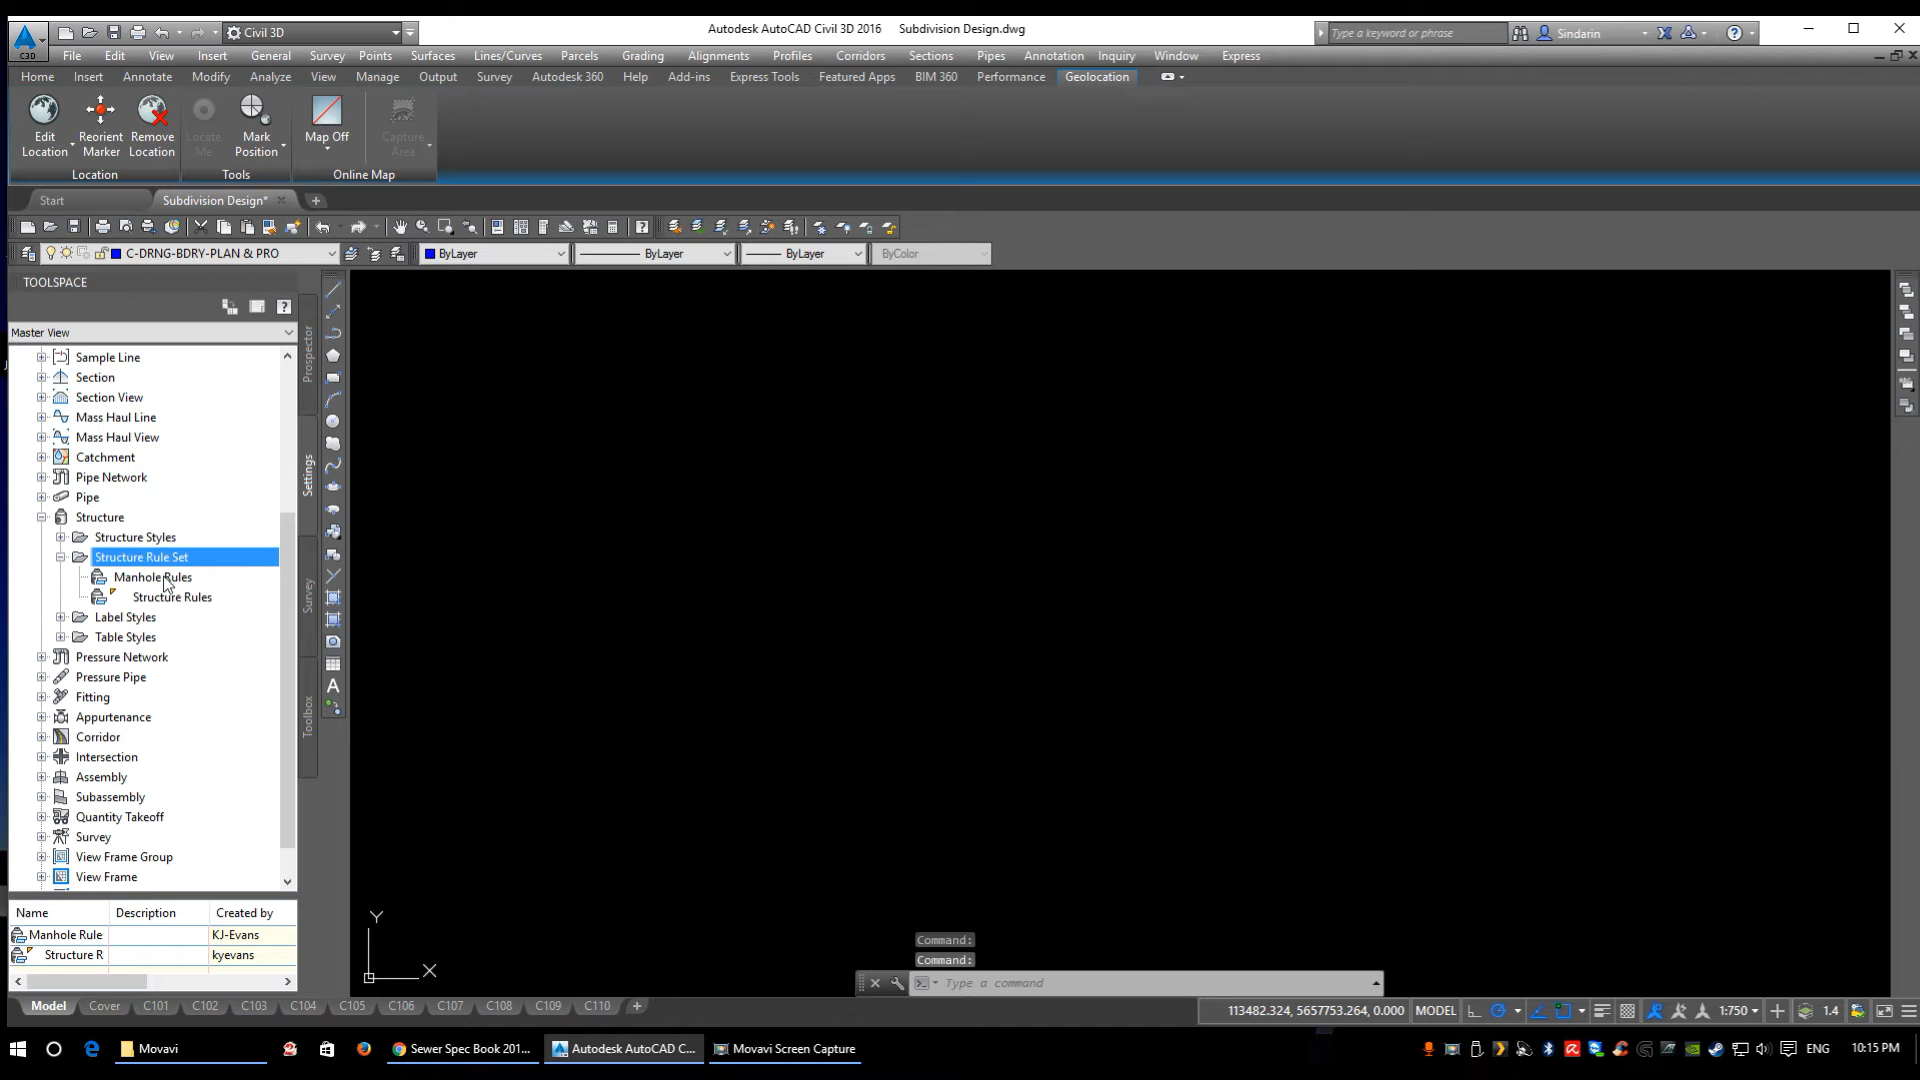 Civil 3D
Autodesk AutoCAD Civil 3D 2016 Subdivision Design.dwg
Type a keyword or phrase
Sindarin
C3D
File Edit View Insert General Survey Points Surfaces Lines/Curves Parcels Grading Alignments Profiles Corridors Sections Pipes Annotation Inquiry Window Express
Home Insert Annotate Modify Analyze View Manage Output Survey Autodesk 360 Help Add-ins Express Tools Featured Apps BIM 360 Performance Geolocation
Edit Location
Reorient Marker
Remove Location
Locate Me
Mark Position
Map Off
Capture Area
Location Tools Online Map
Start Subdivision Design*
C-DRNG-BDRY-PLAN & PRO ByLayer ByLayer ByLayer ByColor
TOOLSPACE
Master View
Sample Line
Section
Section View
Mass Haul Line
Mass Haul View
Catchment
Pipe Network
Pipe
Structure
Structure Styles
Structure Rule Set
Manhole Rules
Structure Rules
Label Styles
Table Styles
Pressure Network
Pressure Pipe
Fitting
Appurtenance
Corridor
Intersection
Assembly
Subassembly
Quantity Takeoff
Survey
View Frame Group
View Frame
Prospector
Settings
Survey
Toolbox
Name Description Created by
Manhole Rule KJ-Evans
Structure R kyevans
Y
X
Command:
Command:
Type a command
Model Cover C101 C102 C103 C104 C105 C106 C107 C108 C109 C110
113482.324, 5657753.264, 0.000 MODEL 1:750 1.4
Movavi
Sewer Spec Book 201...
Autodesk AutoCAD C...
Movavi Screen Capture
ENG 10:15 PM